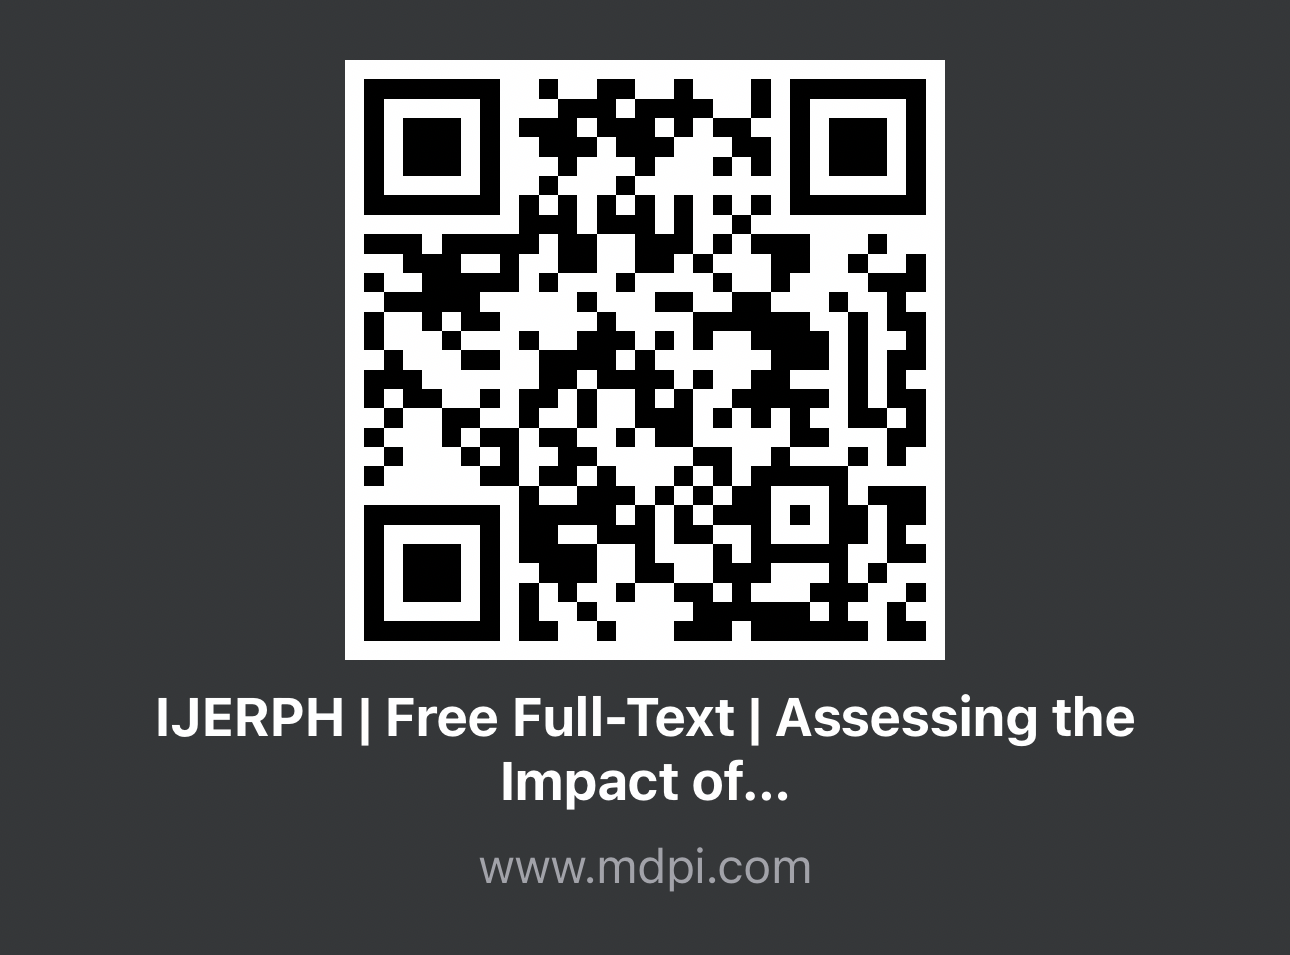 IJERPH | Free Full-Text | Assessing the
Impact of...
www.mdpi.com